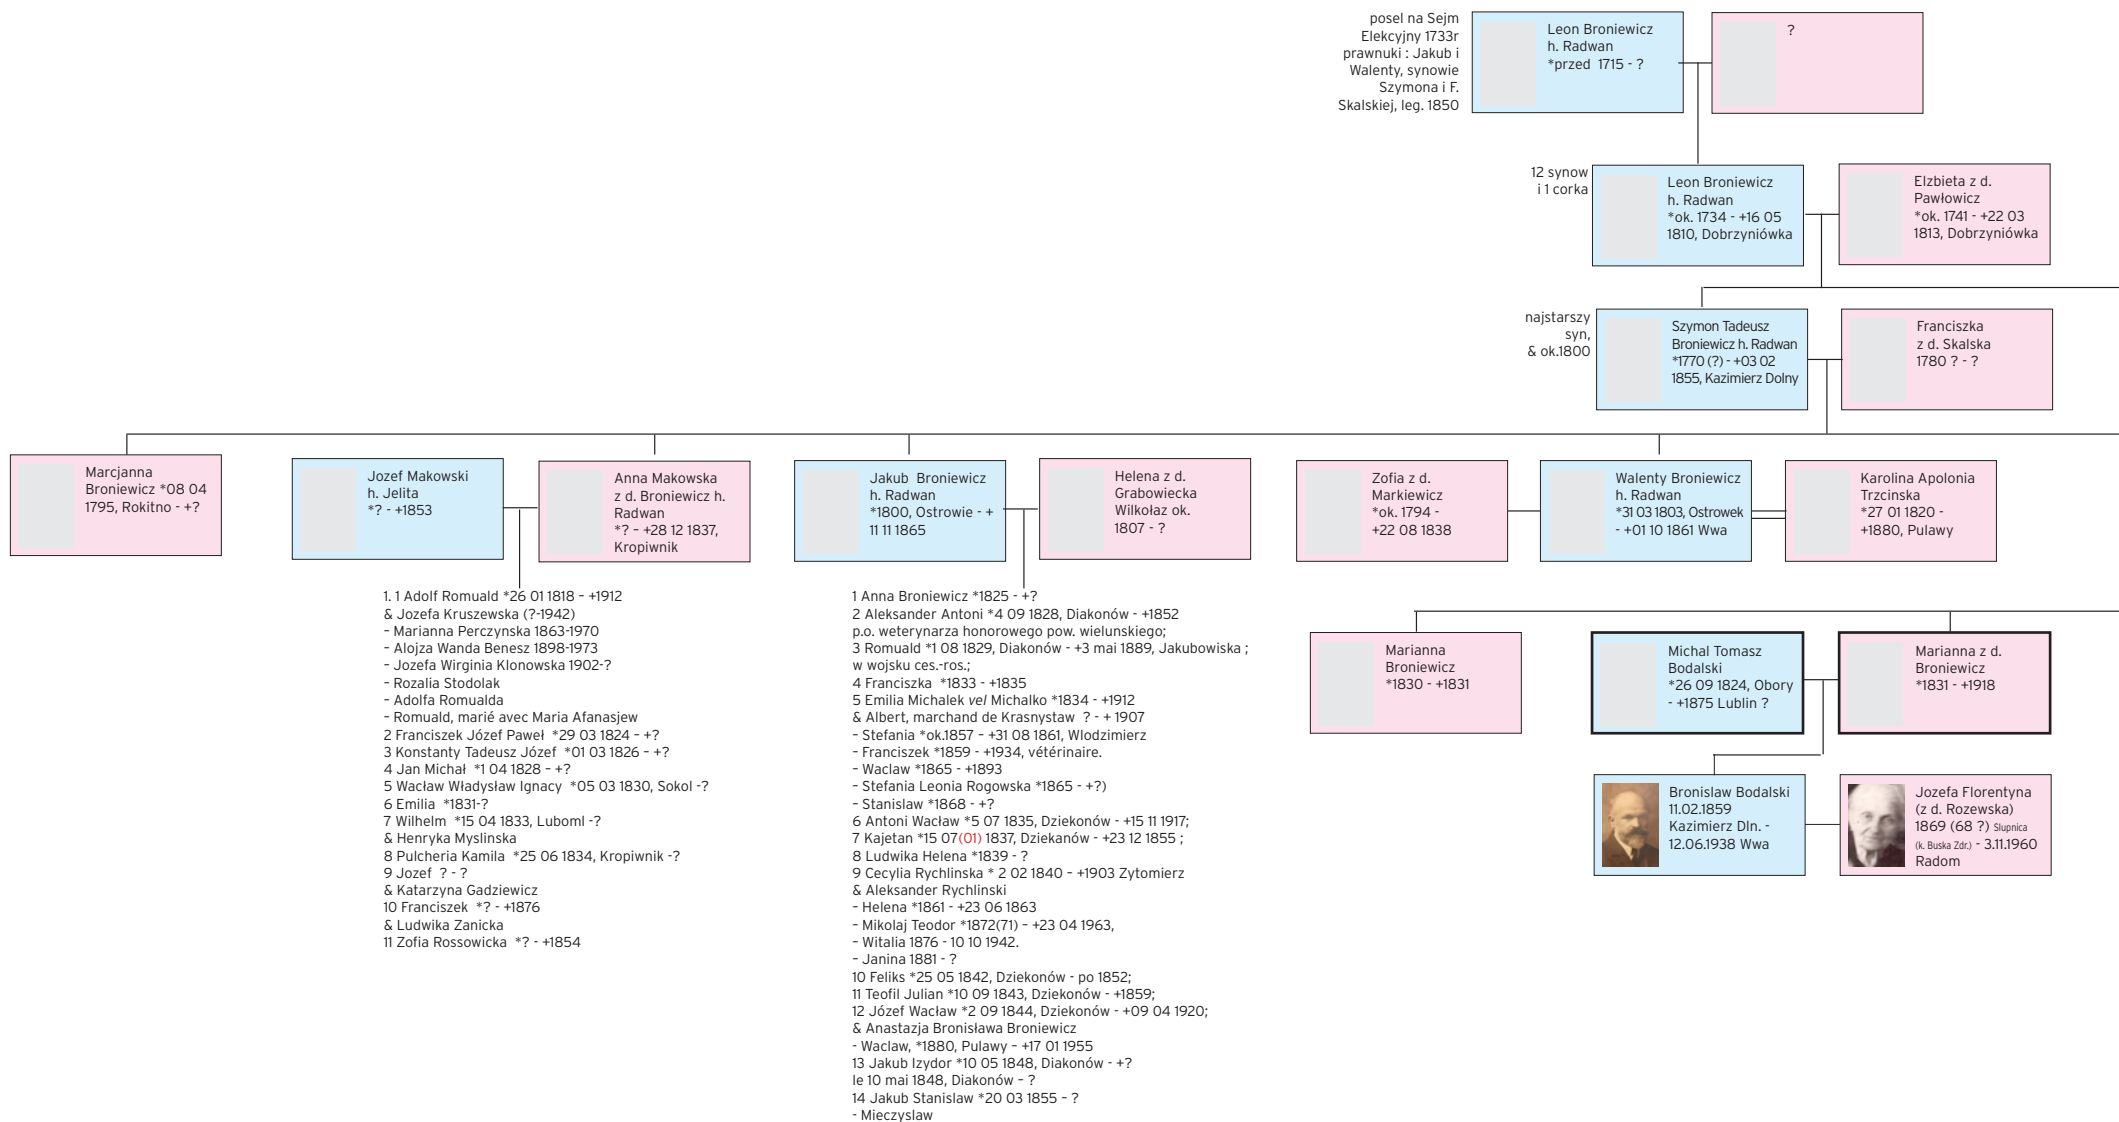 posel na Sejm
Elekcyjny 1733r
prawnuki : Jakub i
Walenty, synowie
Szymona i F.
Skalskiej, leg. 1850
Leon Broniewicz
h. Radwan
*przed 1715 - ?
?
12 synow
i 1 corka
Leon Broniewicz
h. Radwan
*ok. 1734 - +16 05
1810, Dobrzyniówka
Elzbieta z d.
Pawłowicz
*ok. 1741 - +22 03
1813, Dobrzyniówka
najstarszy
syn,
& ok.1800
Szymon Tadeusz
Broniewicz h. Radwan
*1770 (?) - +03 02
1855, Kazimierz Dolny
Franciszka
z d. Skalska
1780 ? - ?
Marcjanna
Broniewicz *08 04
1795, Rokitno - +?
Jozef Makowski
h. Jelita
*? - +1853
Anna Makowska
z d. Broniewicz h.
Radwan
*? – +28 12 1837,
Kropiwnik
Jakub Broniewicz
h. Radwan
*1800, Ostrowie - +
11 11 1865
Helena z d.
Grabowiecka
Wilkołaz ok.
1807 - ?
Zofia z d.
Markiewicz
*ok. 1794 -
+22 08 1838
Walenty Broniewicz
h. Radwan
*31 03 1803, Ostrowek
- +01 10 1861 Wwa
Karolina Apolonia
Trzcinska
*27 01 1820 -
+1880, Pulawy
1. 1 Adolf Romuald *26 01 1818 – +1912
& Jozefa Kruszewska (?-1942)
– Marianna Perczynska 1863-1970
– Alojza Wanda Benesz 1898-1973
– Jozefa Wirginia Klonowska 1902-?
– Rozalia Stodolak
– Adolfa Romualda
– Romuald, marié avec Maria Afanasjew
2 Franciszek Józef Paweł *29 03 1824 – +?
3 Konstanty Tadeusz Józef *01 03 1826 – +?
4 Jan Michał *1 04 1828 – +?
5 Wacław Władysław Ignacy *05 03 1830, Sokol -?
6 Emilia *1831-?
7 Wilhelm *15 04 1833, Luboml -?
& Henryka Myslinska
8 Pulcheria Kamila *25 06 1834, Kropiwnik -?
9 Jozef ? - ?
& Katarzyna Gadziewicz
10 Franciszek *? - +1876
& Ludwika Zanicka
11 Zofia Rossowicka *? - +1854
1 Anna Broniewicz *1825 - +?
2 Aleksander Antoni *4 09 1828, Diakonów - +1852
p.o. weterynarza honorowego pow. wielunskiego;
3 Romuald *1 08 1829, Diakonów - +3 mai 1889, Jakubowiska ;
w wojsku ces.-ros.;
4 Franciszka *1833 - +1835
5 Emilia Michalek vel Michalko *1834 - +1912
& Albert, marchand de Krasnystaw ? - + 1907
– Stefania *ok.1857 – +31 08 1861, Wlodzimierz
– Franciszek *1859 - +1934, vétérinaire.
– Waclaw *1865 - +1893
– Stefania Leonia Rogowska *1865 - +?)
– Stanislaw *1868 - +?
6 Antoni Wacław *5 07 1835, Dziekonów - +15 11 1917;
7 Kajetan *15 07(01) 1837, Dziekanów - +23 12 1855 ;
8 Ludwika Helena *1839 - ?
9 Cecylia Rychlinska * 2 02 1840 – +1903 Zytomierz
& Aleksander Rychlinski
– Helena *1861 - +23 06 1863
– Mikolaj Teodor *1872(71) – +23 04 1963,
– Witalia 1876 - 10 10 1942.
– Janina 1881 - ?
10 Feliks *25 05 1842, Dziekonów - po 1852;
11 Teofil Julian *10 09 1843, Dziekonów - +1859;
12 Józef Wacław *2 09 1844, Dziekonów - +09 04 1920;
& Anastazja Bronisława Broniewicz
- Waclaw, *1880, Pulawy – +17 01 1955
13 Jakub Izydor *10 05 1848, Diakonów - +?
le 10 mai 1848, Diakonów – ?
14 Jakub Stanislaw *20 03 1855 – ?
- Mieczyslaw
Marianna
Broniewicz
*1830 - +1831
Michal Tomasz
Bodalski
*26 09 1824, Obory
- +1875 Lublin ?
Marianna z d.
Broniewicz
*1831 - +1918
Bronislaw Bodalski
11.02.1859
Kazimierz Dln. -
12.06.1938 Wwa
Jozefa Florentyna
(z d. Rozewska)
1869 (68 ?) Slupnica
(k. Buska Zdr.) - 3.11.1960
Radom